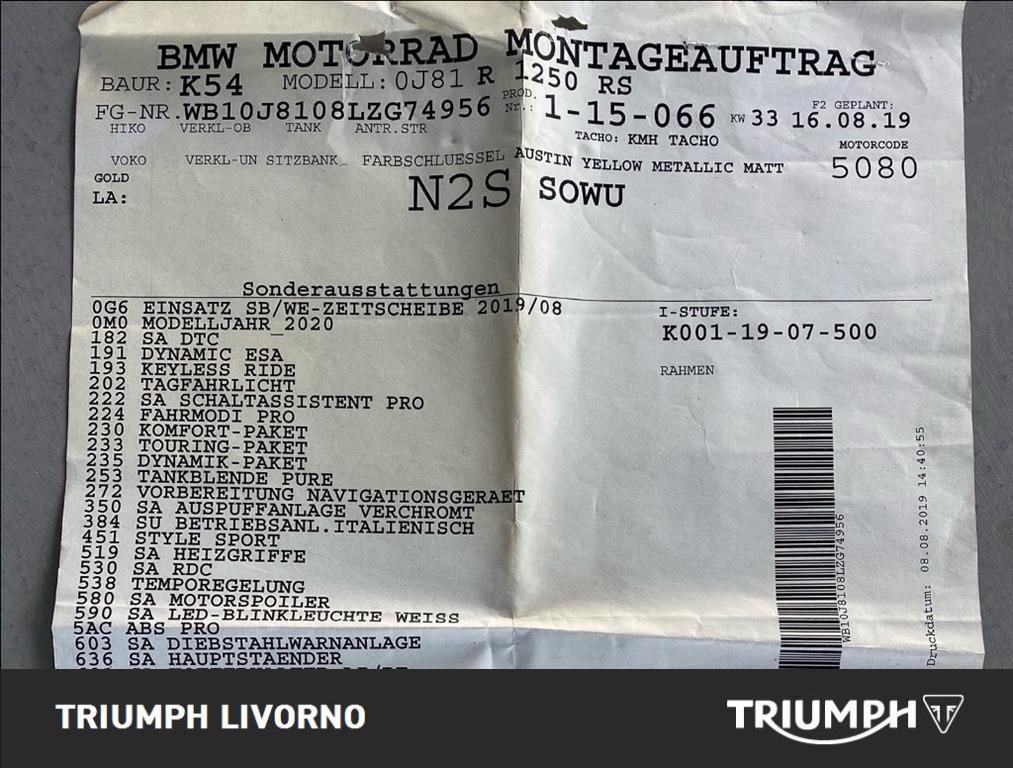 BMW MOTORRAD MONTAGEAUFTRAG
BAUR: K54 MODELL: 0J81 R 1250 RS
FG-NR. WB10J8108LZG74956 PROD. Nr.: 1-15-066 KW 33 F2 GEPLANT: 16.08.19
HIKO VERKL-OB TANK ANTR.STR TACHO: KMH TACHO
MOTORCODE
VOKO VERKL-UN SITZBANK FARBSCHLUESSEL AUSTIN YELLOW METALLIC MATT 5080
GOLD
LA: N2S SOWU
Sonderausstattungen
0G6 EINSATZ SB/WE-ZEITSCHEIBE 2019/08
0M0 MODELLJAHR 2020
182 SA DTC
191 DYNAMIC ESA
193 KEYLESS RIDE
202 TAGFAHRLICHT
222 SA SCHALTASSISTENT PRO
224 FAHRMODI PRO
230 KOMFORT-PAKET
233 TOURING-PAKET
235 DYNAMIK-PAKET
253 TANKBLENDE PURE
272 VORBEREITUNG NAVIGATIONSGERAET
350 SA AUSPUFFANLAGE VERCHROMT
384 SU BETRIEBSANL.ITALIENISCH
451 STYLE SPORT
519 SA HEIZGRIFFE
530 SA RDC
538 TEMPOREGELUNG
580 SA MOTORSPOILER
590 SA LED-BLINKLEUCHTE WEISS
5AC ABS PRO
603 SA DIEBSTAHLWARNANLAGE
636 SA HAUPTSTAENDER
I-STUFE:
K001-19-07-500
RAHMEN
WB10J8108LZG74956
Druckdatum: 08.08.2019 14:40:55
TRIUMPH LIVORNO
TRIUMPH